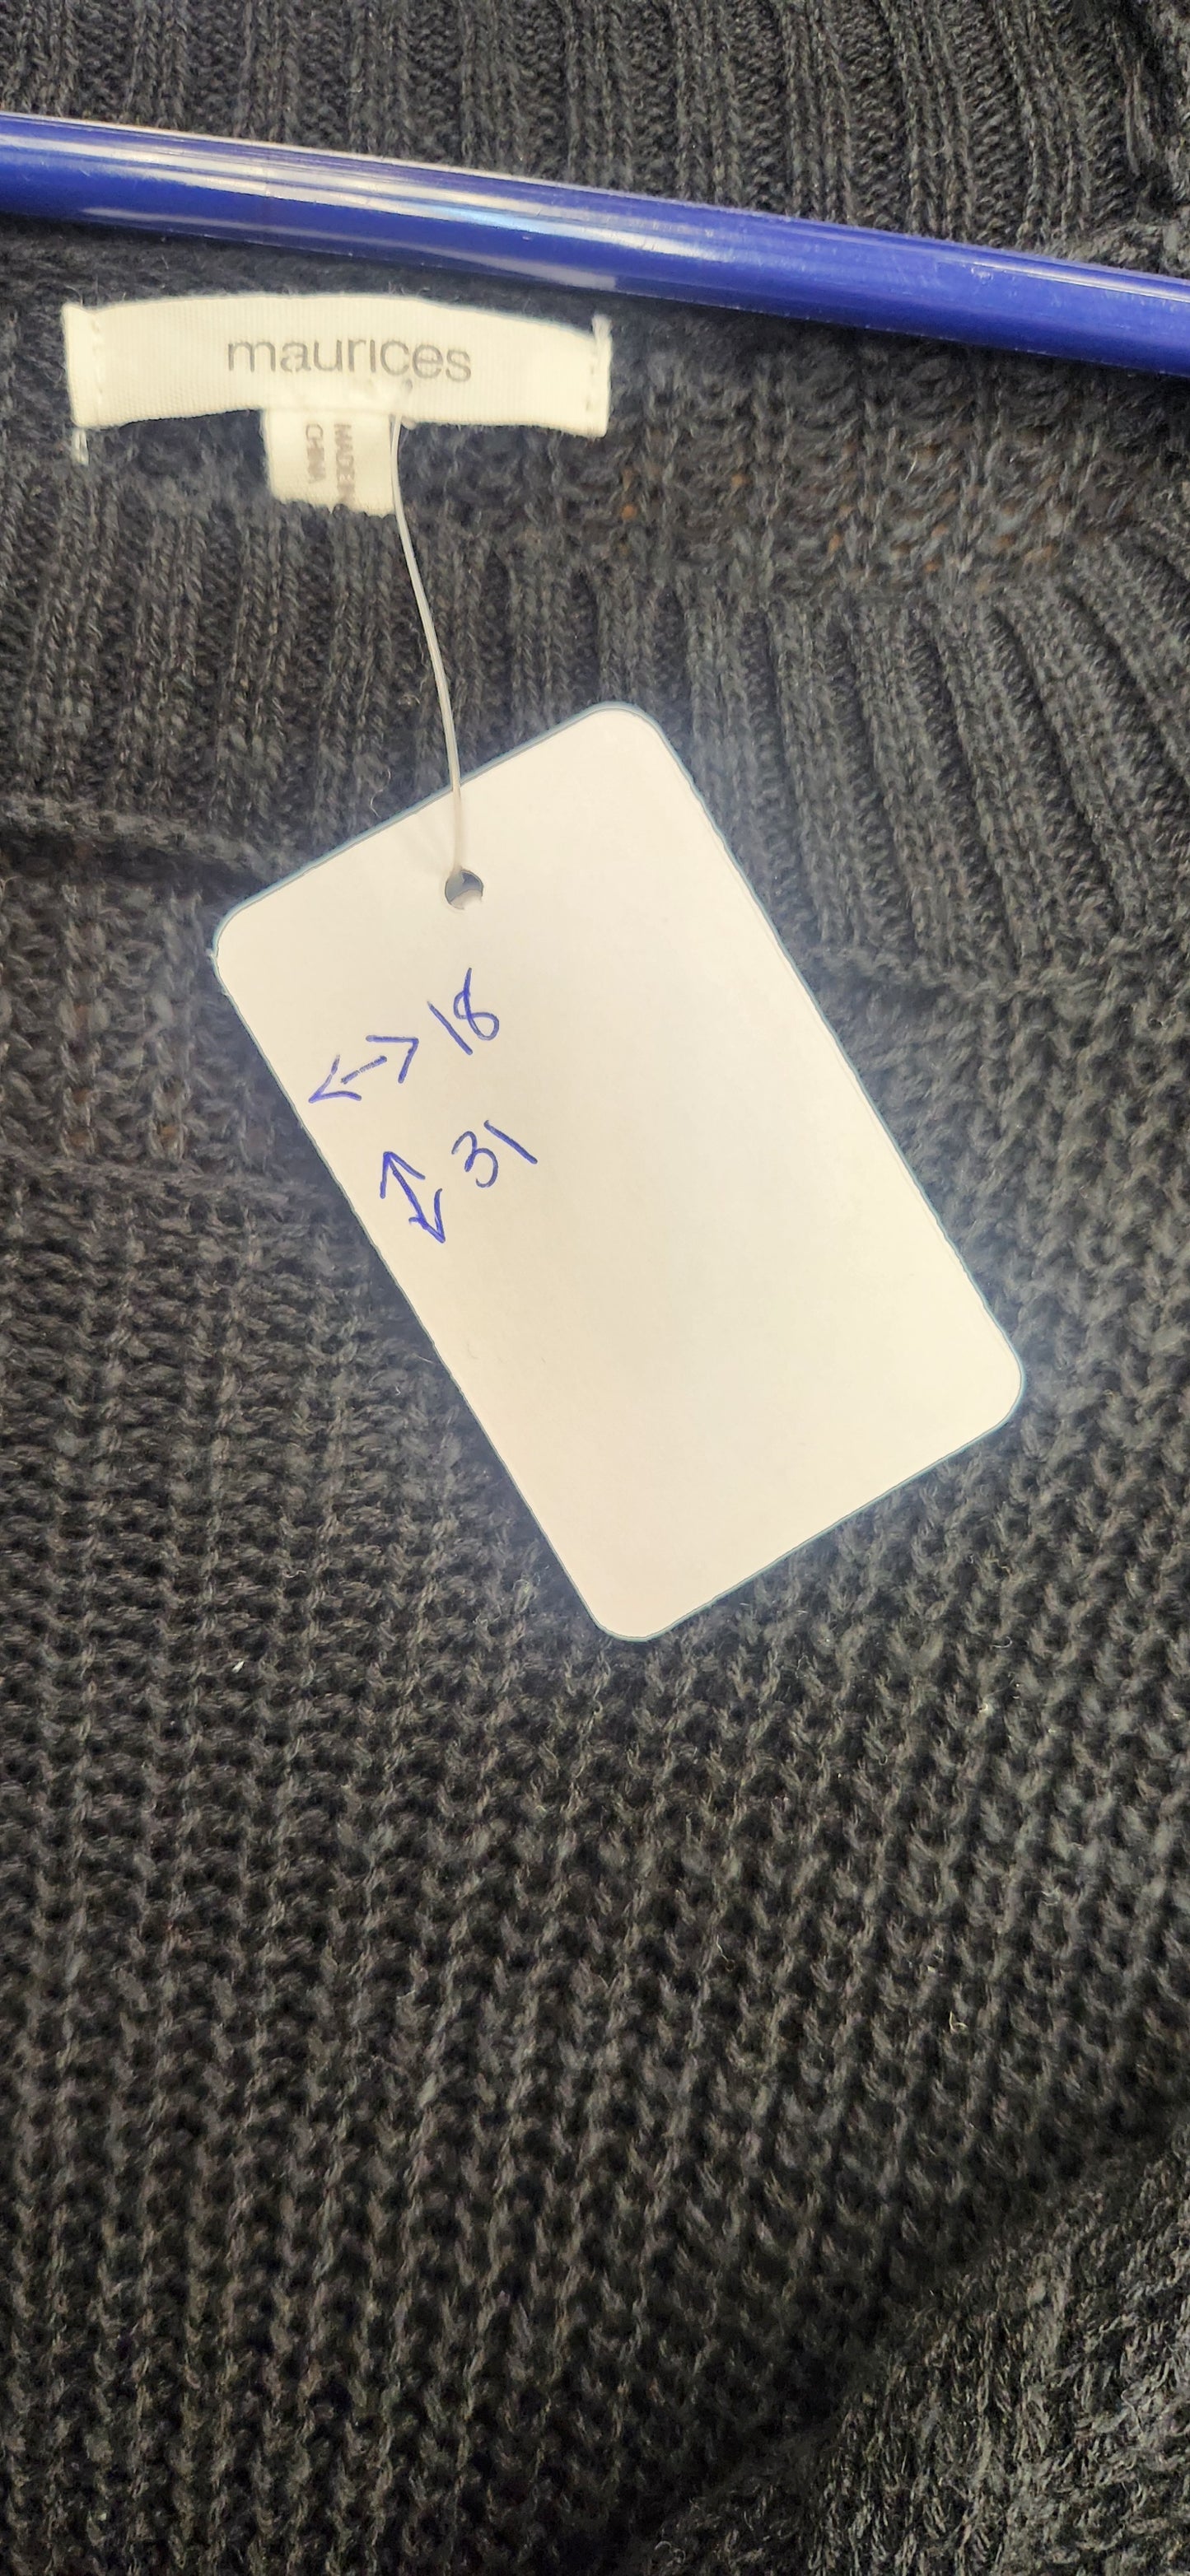 maurices
MADE IN
CHINA
↔ 18
↕ 31